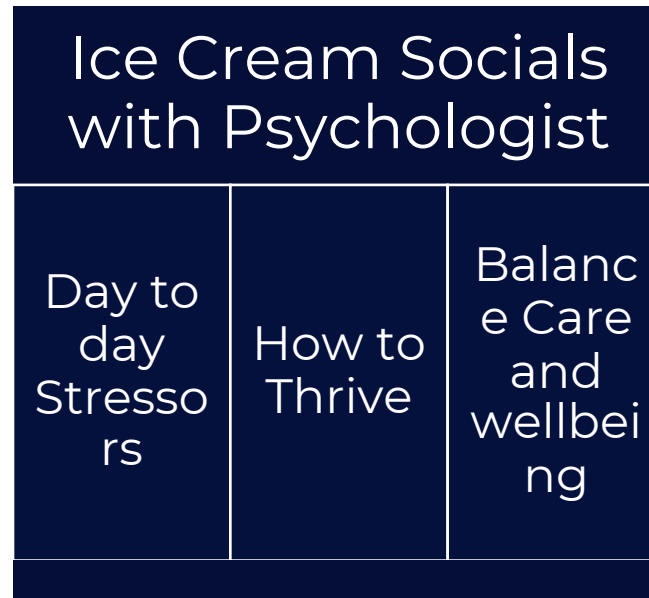 Ice Cream Socials
with Psychologist
Day to
day
Stresso
rs
How to
Thrive
Balanc
e Care
and
wellbei
ng